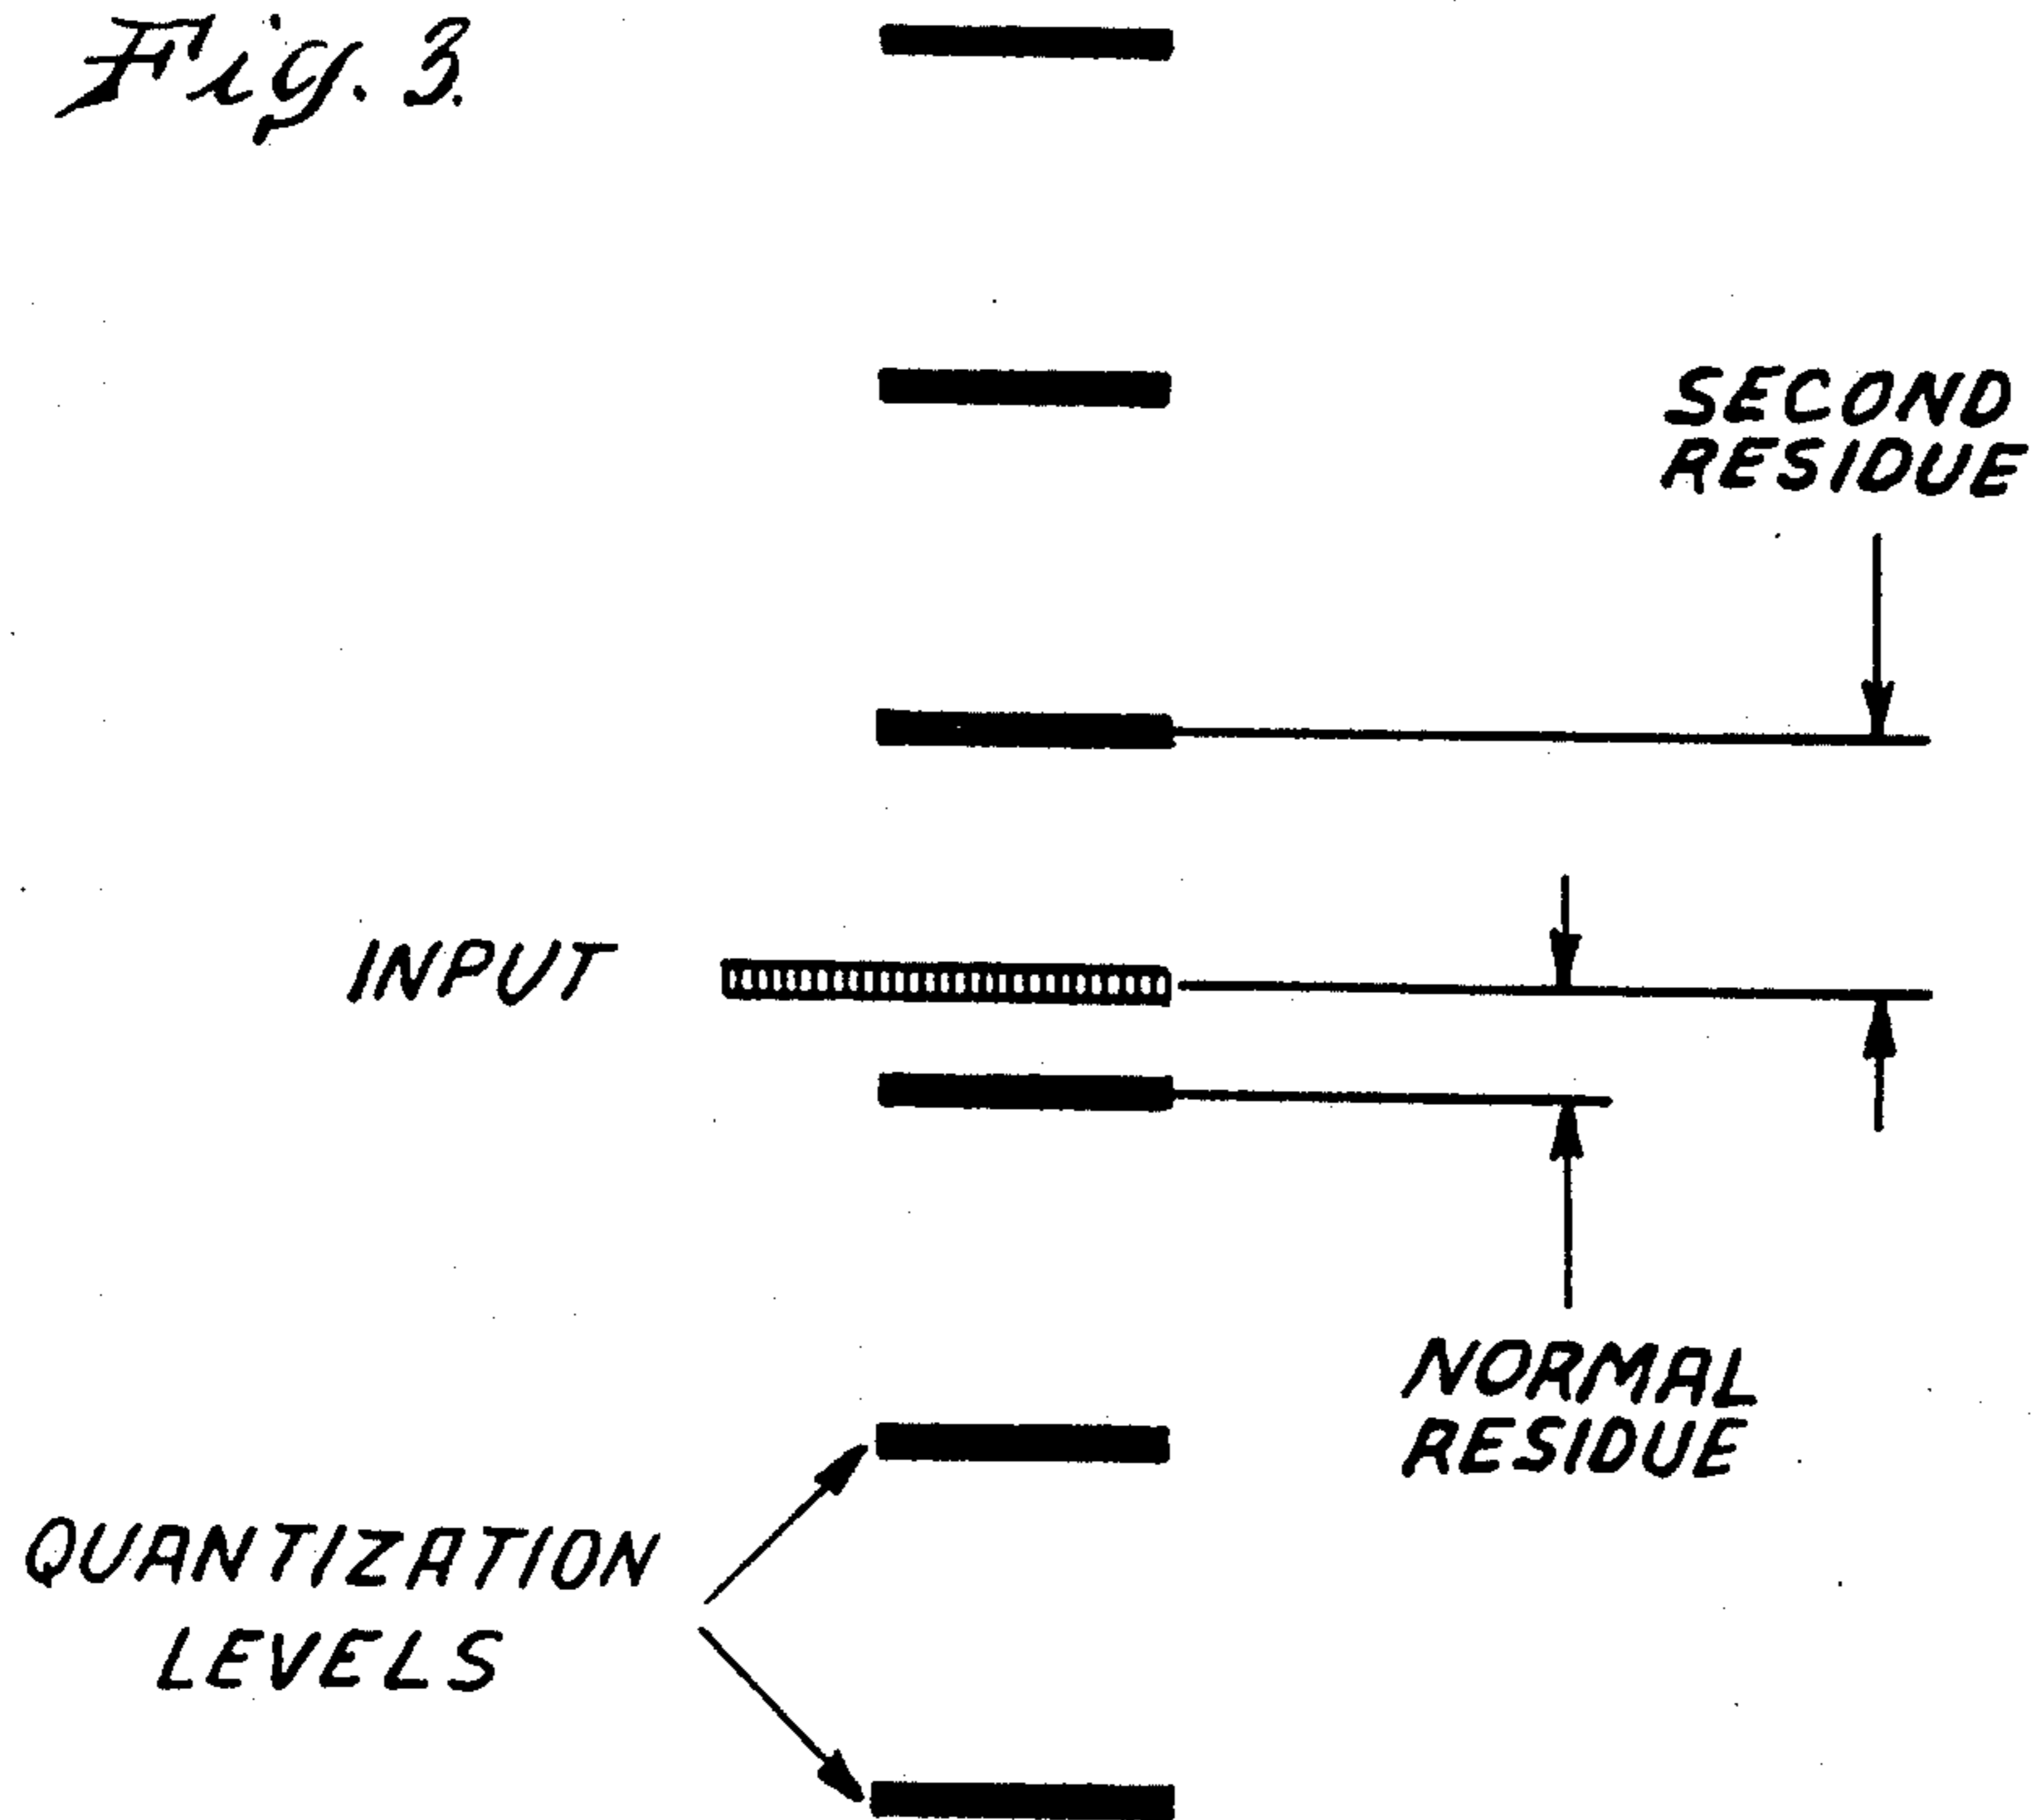 Fig. 3.
SECOND
RESIDUE
INPUT
NORMAL
RESIDUE
QUANTIZATION
LEVELS